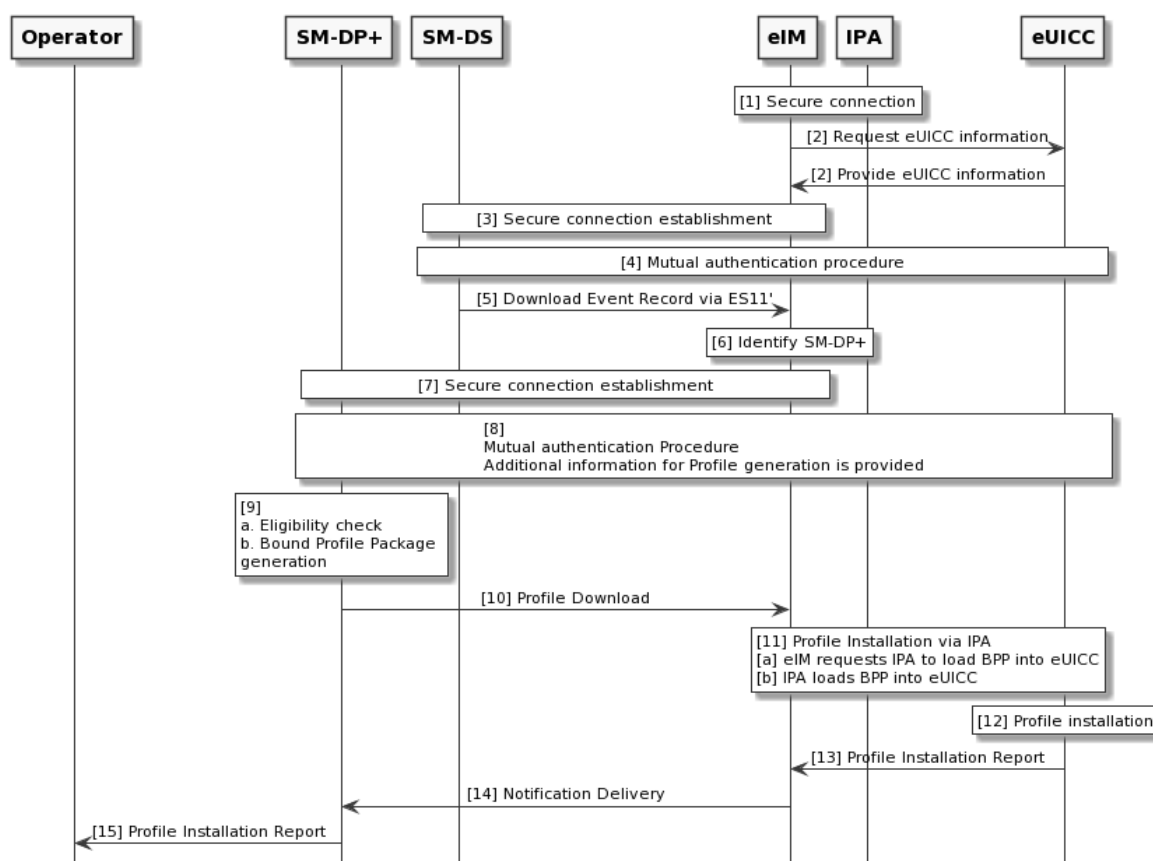 Operator
SM-DP+
SM-DS
eIM
IPA
eUICC
[1] Secure connection
[2] Request eUICC information
[2] Provide eUICC information
[3] Secure connection establishment
[4] Mutual authentication procedure
[5] Download Event Record via ES11'
[6] Identify SM-DP+
[7] Secure connection establishment
[8]
Mutual authentication Procedure
Additional information for Profile generation is provided
[9]
a. Eligibility check
b. Bound Profile Package
generation
[10] Profile Download
[11] Profile Installation via IPA
[a] eIM requests IPA to load BPP into eUICC
[b] IPA loads BPP into eUICC
[12] Profile installation
[13] Profile Installation Report
[14] Notification Delivery
[15] Profile Installation Report